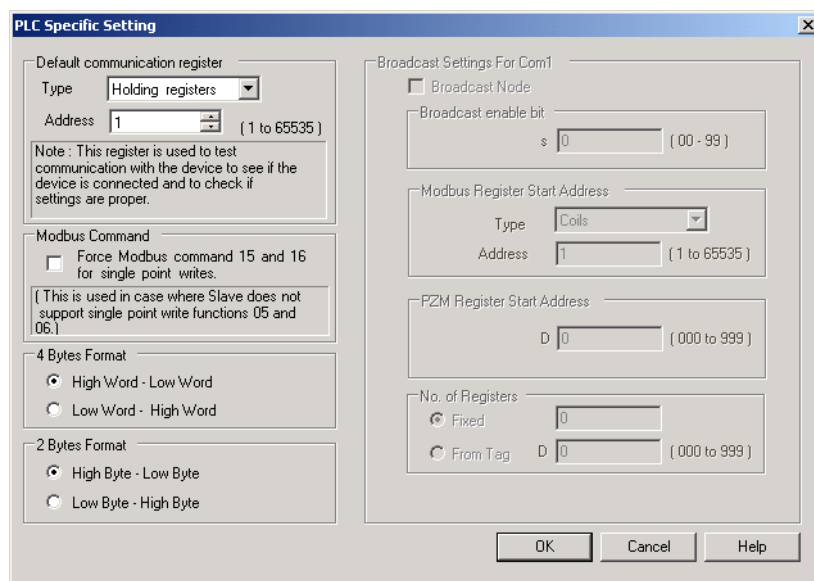 PLC Specific Setting
Default communication register
Type Holding registers
Address 1 ( 1 to 65535 )
Note : This register is used to test
communication with the device to see if the
device is connected and to check if
settings are proper.
Modbus Command
Force Modbus command 15 and 16
for single point writes.
( This is used in case where Slave does not
support single point write functions 05 and
06.)
4 Bytes Format
High Word - Low Word
Low Word - High Word
2 Bytes Format
High Byte - Low Byte
Low Byte - High Byte
Broadcast Settings For Com1
Broadcast Node
Broadcast enable bit
s 0 ( 00 - 99 )
Modbus Register Start Address
Type Coils
Address 1 ( 1 to 65535 )
PZM Register Start Address
D 0 ( 000 to 999 )
No. of Registers
Fixed 0
From Tag D 0 ( 000 to 999 )
OK Cancel Help